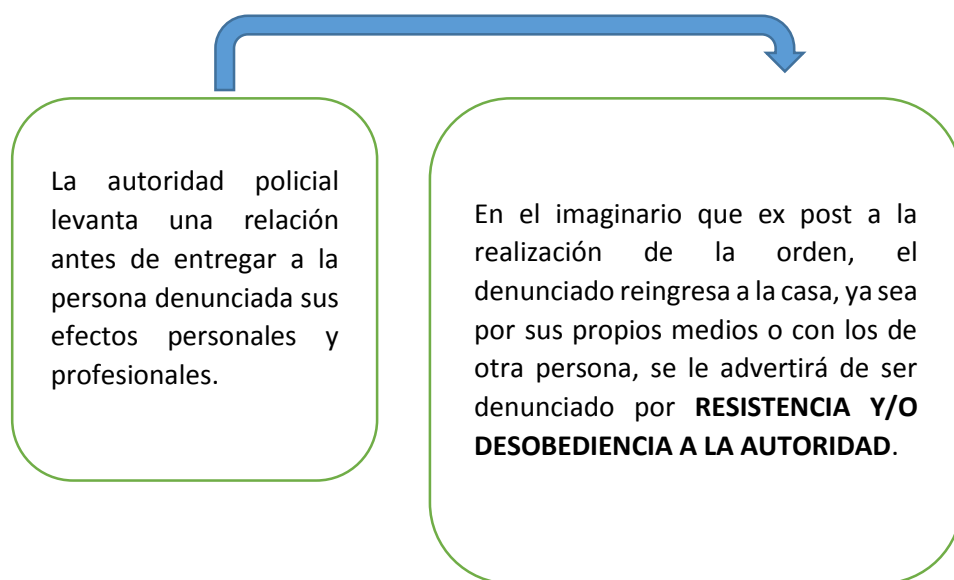 La autoridad policial
levanta una relación
antes de entregar a la
persona denunciada sus
efectos personales y
profesionales.
En el imaginario que ex post a la
realización de la orden, el
denunciado reingresa a la casa, ya sea
por sus propios medios o con los de
otra persona, se le advertirá de ser
denunciado por RESISTENCIA Y/O
DESOBEDIENCIA A LA AUTORIDAD.